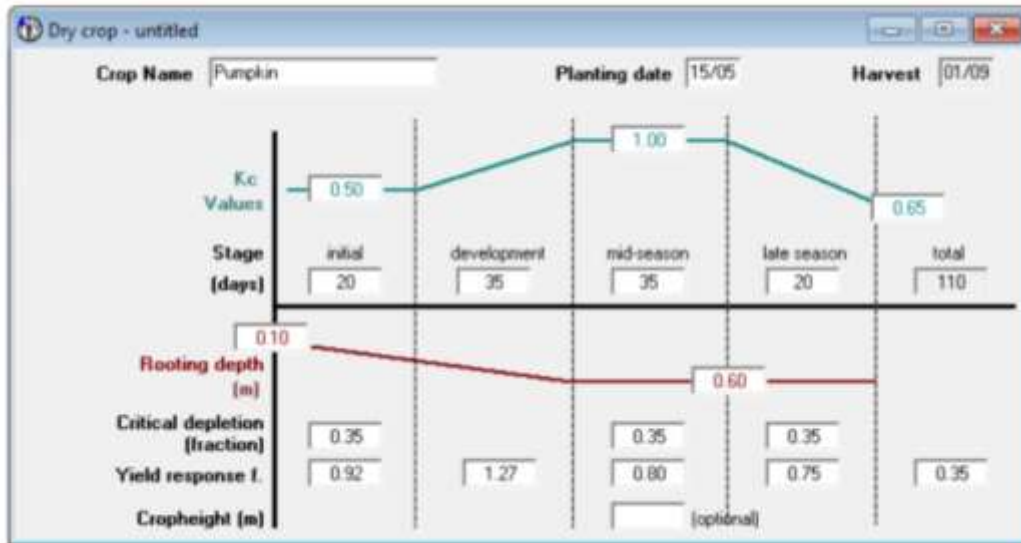 Dry crop - untitled
Crop Name Pumpkin Planting date 15/05 Harvest 01/09
1.00
Kc 0.50
Values 0.65
Stage initial development mid-season late season total
(days) 20 35 35 20 110
0.10
Rooting depth 0.60
(m)
Critical depletion
(fraction) 0.35 0.35 0.35
Yield response f. 0.92 1.27 0.80 0.75 0.35
Cropheight (m) (optional)